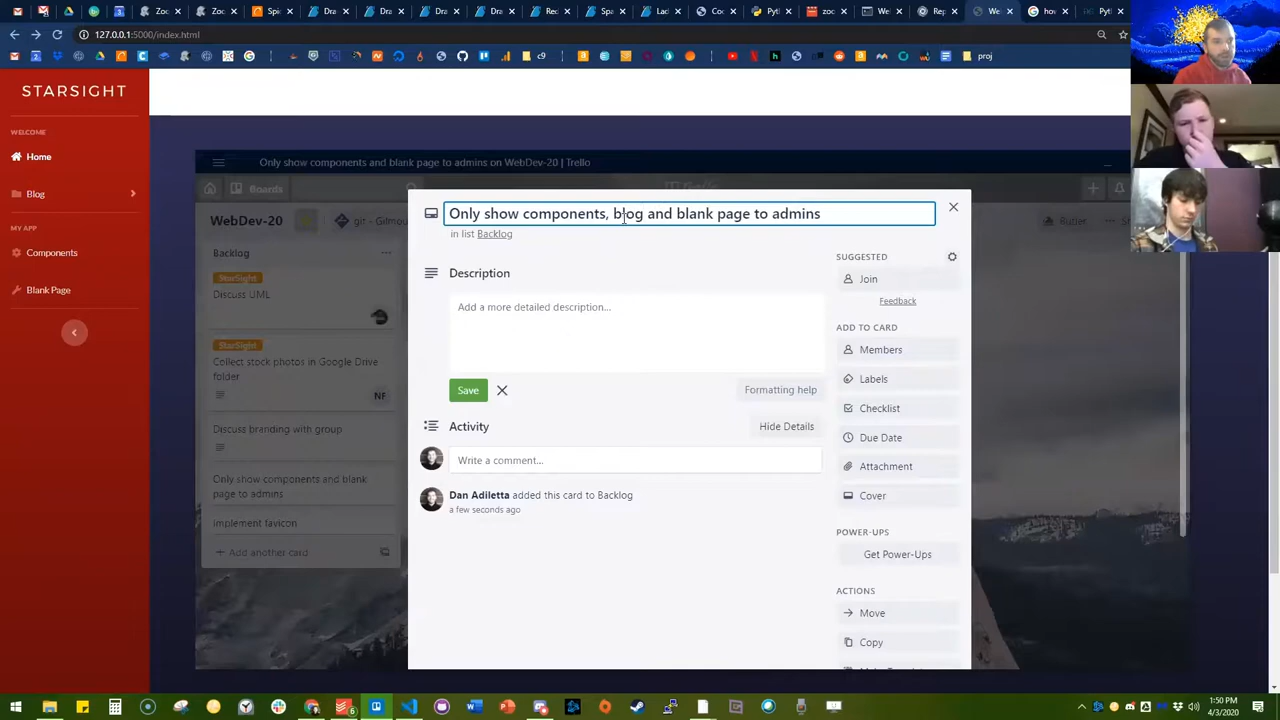 127.0.0.1:5000/index.html
STARSIGHT
WELCOME
Home
Blog
MY APP
Components
Blank Page
Only show components and blank page to admins on WebDev-20 | Trello
Boards
WebDev-20
git - Gilmou
Backlog
StarSight
Discuss UML
StarSight
Collect stock photos in Google Drive
folder
NF
Discuss branding with group
Only show components and blank
page to admins
implement favicon
+ Add another card
Only show components, blog and blank page to admins
in list Backlog
Description
Add a more detailed description...
Save
Formatting help
Activity
Hide Details
Write a comment...
Dan Adiletta added this card to Backlog
a few seconds ago
SUGGESTED
Join
Feedback
ADD TO CARD
Members
Labels
Checklist
Due Date
Attachment
Cover
POWER-UPS
Get Power-Ups
ACTIONS
Move
Copy
1:50 PM
4/3/2020